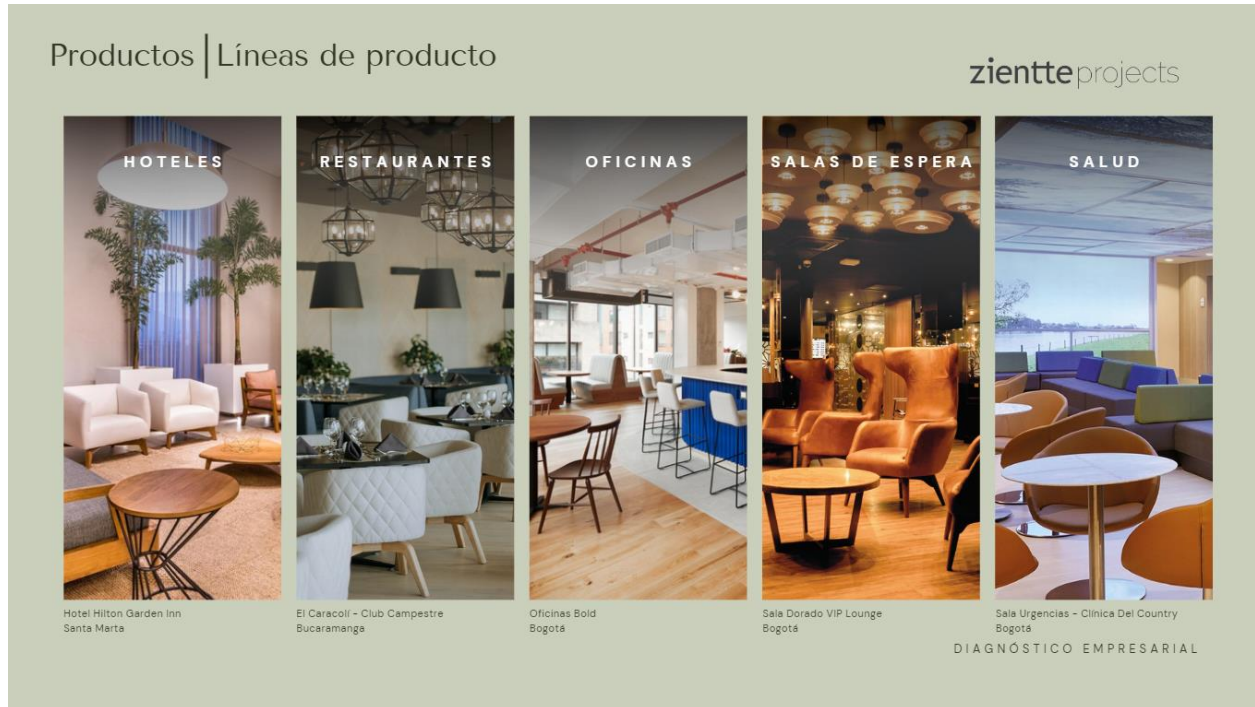 Productos | Líneas de producto
zientte projects
HOTELES
RESTAURANTES
OFICINAS
SALAS DE ESPERA
SALUD
Hotel Hilton Garden Inn
Santa Marta
El Caracolí - Club Campestre
Bucaramanga
Oficinas Bold
Bogotá
Sala Dorado VIP Lounge
Bogotá
Sala Urgencias - Clínica Del Country
Bogotá
DIAGNÓSTICO EMPRESARIAL